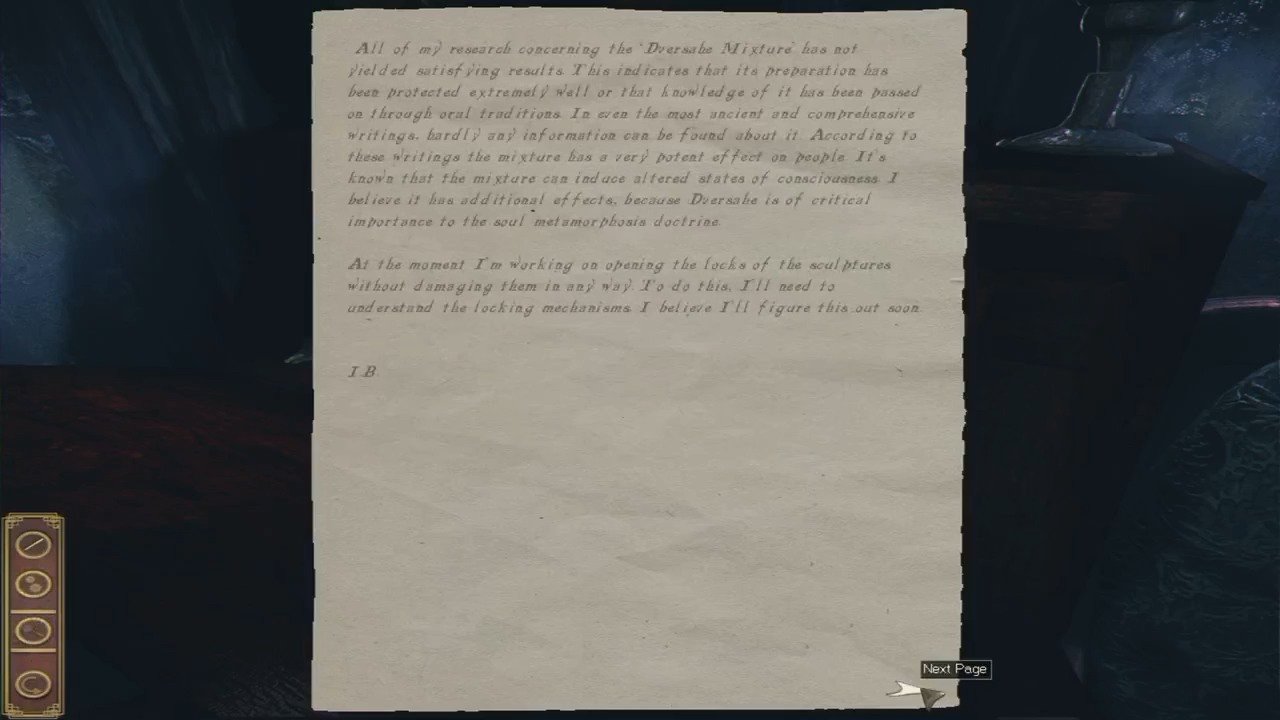 All of my research concerning the 'Dversahe Mixture' has not
yielded satisfying results. This indicates that its preparation has
been protected extremely well or that knowledge of it has been passed
on through oral traditions. In even the most ancient and comprehensive
writings, hardly any information can be found about it. According to
these writings the mixture has a very potent effect on people. It's
known that the mixture can induce altered states of consciousness. I
believe it has additional effects, because Dversahe is of critical
importance to the soul metamorphosis doctrine.
At the moment I'm working on opening the locks of the sculptures
without damaging them in any way. To do this, I'll need to
understand the locking mechanisms. I believe I'll figure this out soon.
I.B.
Next Page